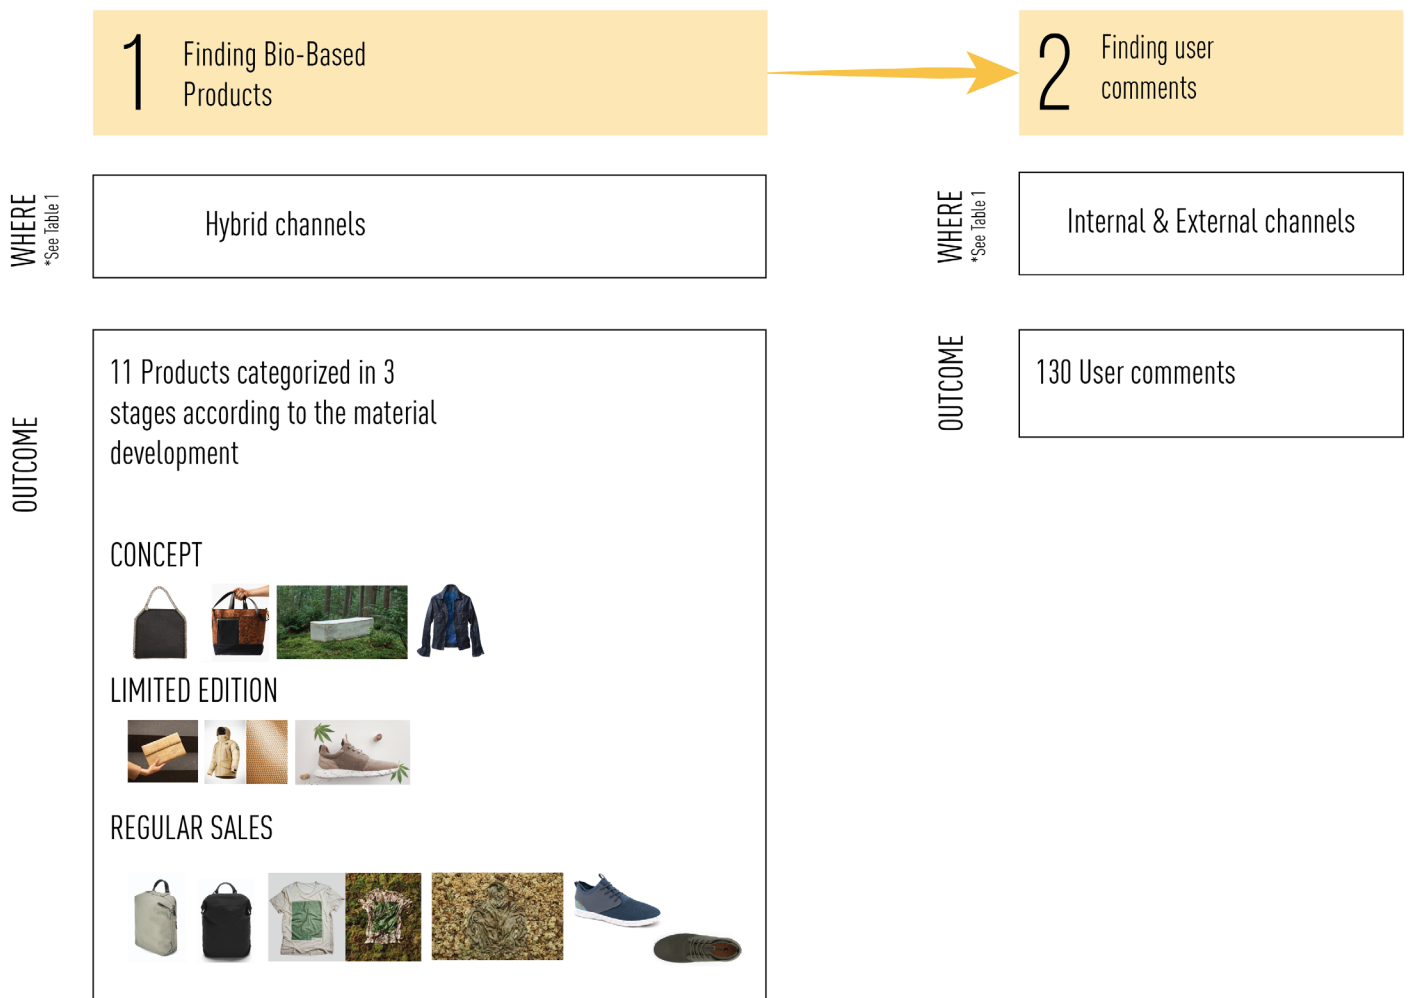 1
Finding Bio-Based
Products
2
Finding user
comments
WHERE
*See Table 1
Hybrid channels
WHERE
*See Table 1
Internal & External channels
OUTCOME
11 Products categorized in 3
stages according to the material
development
CONCEPT
LIMITED EDITION
REGULAR SALES
OUTCOME
130 User comments